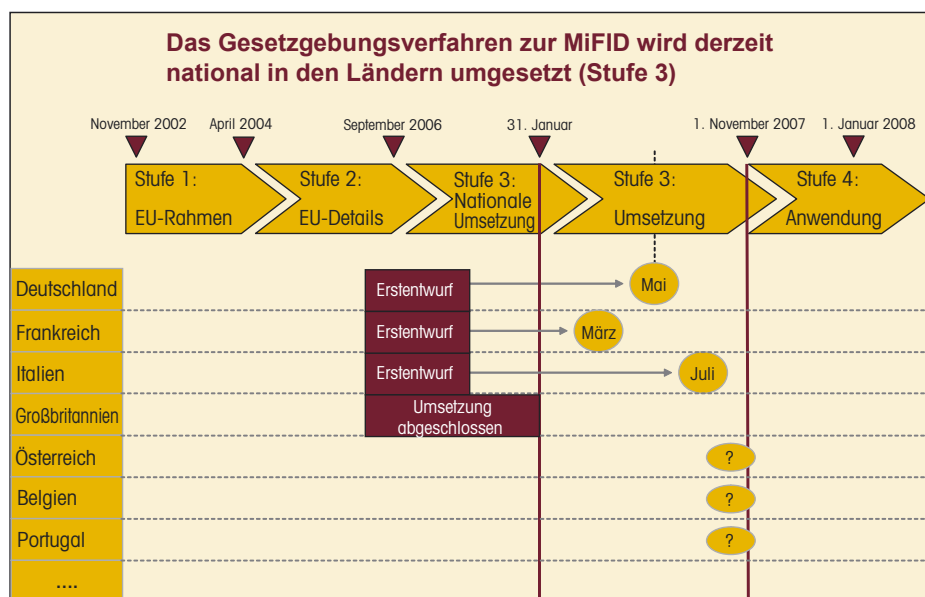 Das Gesetzgebungsverfahren zur MiFID wird derzeit
national in den Ländern umgesetzt (Stufe 3)
November 2002
April 2004
September 2006
31. Januar
1. November 2007
1. Januar 2008
Stufe 1:
EU-Rahmen
Stufe 2:
EU-Details
Stufe 3:
Nationale
Umsetzung
Stufe 3:
Umsetzung
Stufe 4:
Anwendung
Deutschland
Erstentwurf
Mai
Frankreich
Erstentwurf
März
Italien
Erstentwurf
Juli
Großbritannien
Umsetzung
abgeschlossen
Österreich
?
Belgien
?
Portugal
?
....